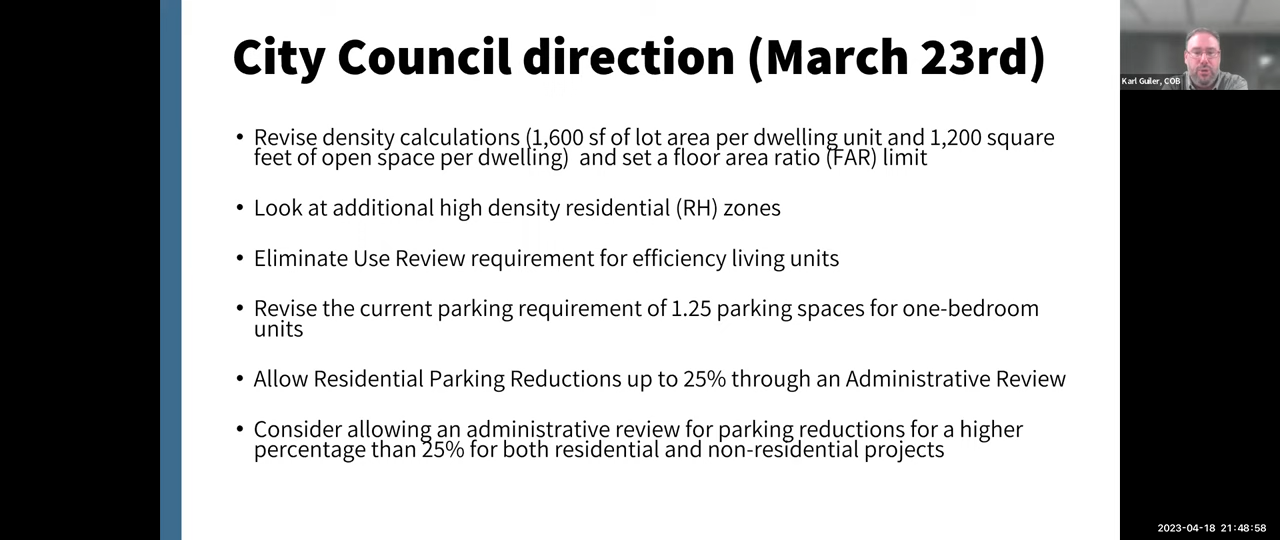 City Council direction (March 23rd)
• Revise density calculations (1,600 sf of lot area per dwelling unit and 1,200 square
feet of open space per dwelling)  and set a floor area ratio (FAR) limit
• Look at additional high density residential (RH) zones
• Eliminate Use Review requirement for efficiency living units
• Revise the current parking requirement of 1.25 parking spaces for one-bedroom
units
• Allow Residential Parking Reductions up to 25% through an Administrative Review
• Consider allowing an administrative review for parking reductions for a higher
percentage than 25% for both residential and non-residential projects
Karl Guiler, COB
2023-04-18 21:48:58